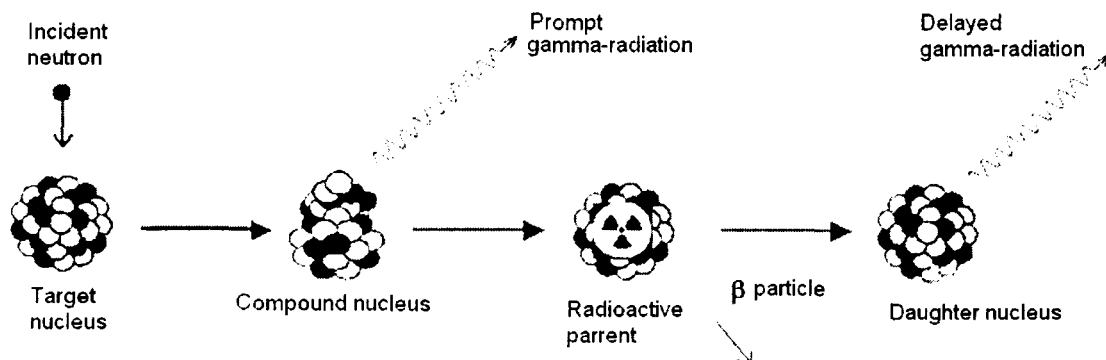 Incident
neutron
Prompt
gamma-radiation
Delayed
gamma-radiation
Target
nucleus
Compound nucleus
Radioactive
parrent
β particle
Daughter nucleus